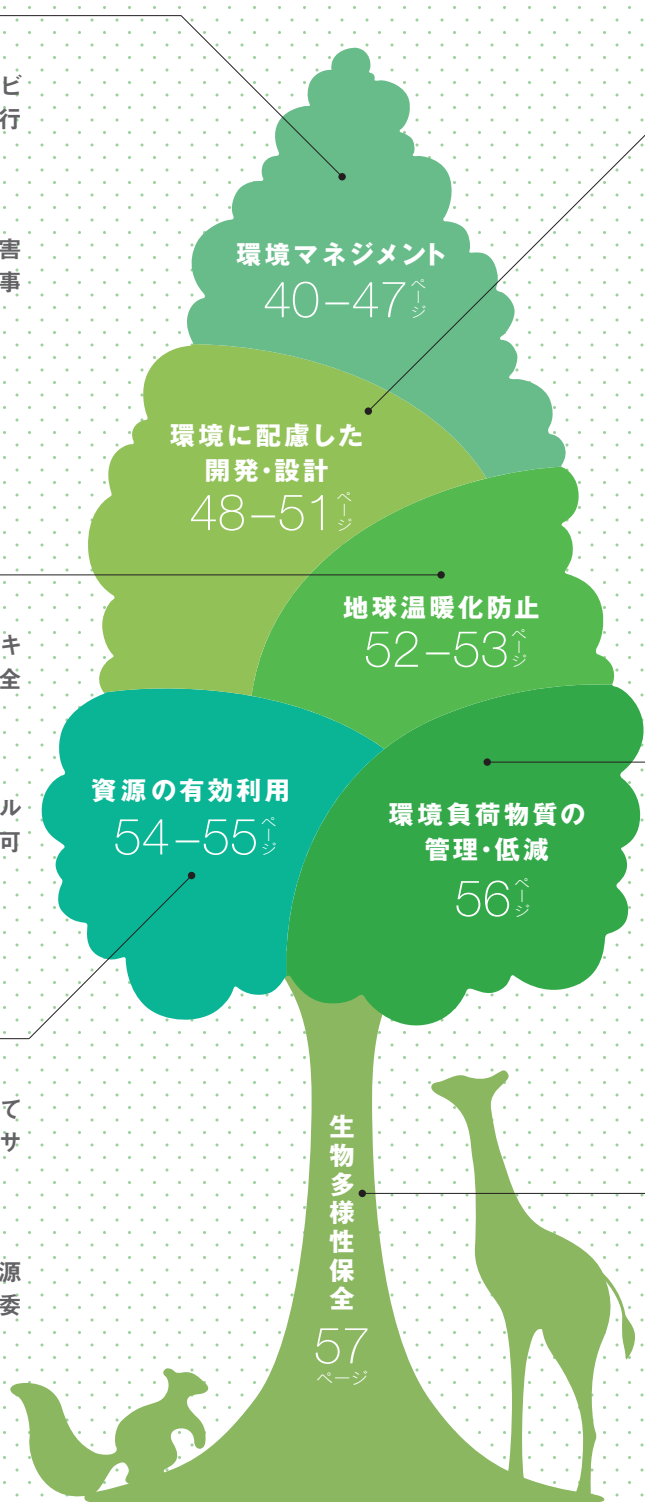 ビ
行
害
事
環境マネジメント
40–47ページ
環境に配慮した
開発・設計
48–51ページ
地球温暖化防止
52–53ページ
キ
全
資源の有効利用
54–55ページ
ル
可
環境負荷物質の
管理・低減
56ページ
て
サ
源
委
生物多様性保全
57
ページ